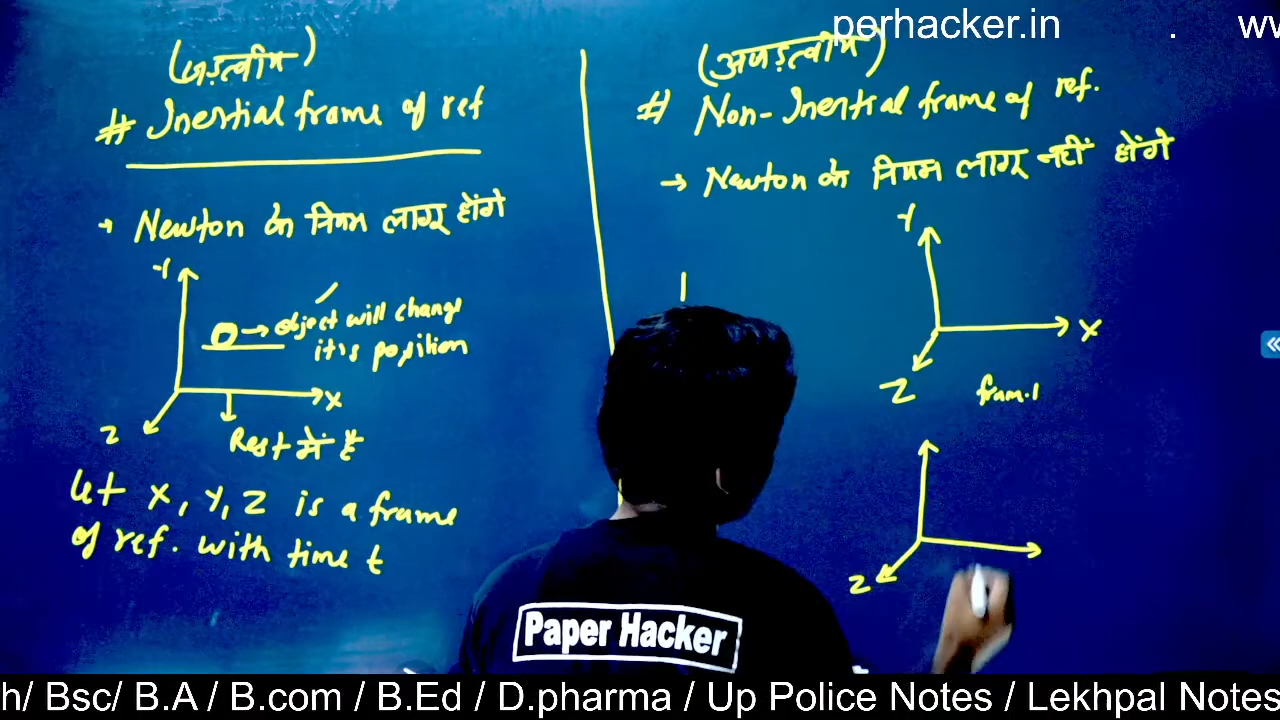 perhacker.in . wv
(जड़त्वीय)
# Inertial frame of ref
→ Newton के नियम लागू होंगे
Y
→ object will change
it's position
X
Z
Rest में है
Let X, Y, Z is a frame
of ref. with time t
(अजड़त्वीय)
# Non-Inertial frame of ref.
→ Newton के नियम लागू नहीं होंगे
Y
X
Z
fram.1
Z
Paper Hacker
h/ Bsc/ B.A / B.com / B.Ed / D.pharma / Up Police Notes / Lekhpal Notes